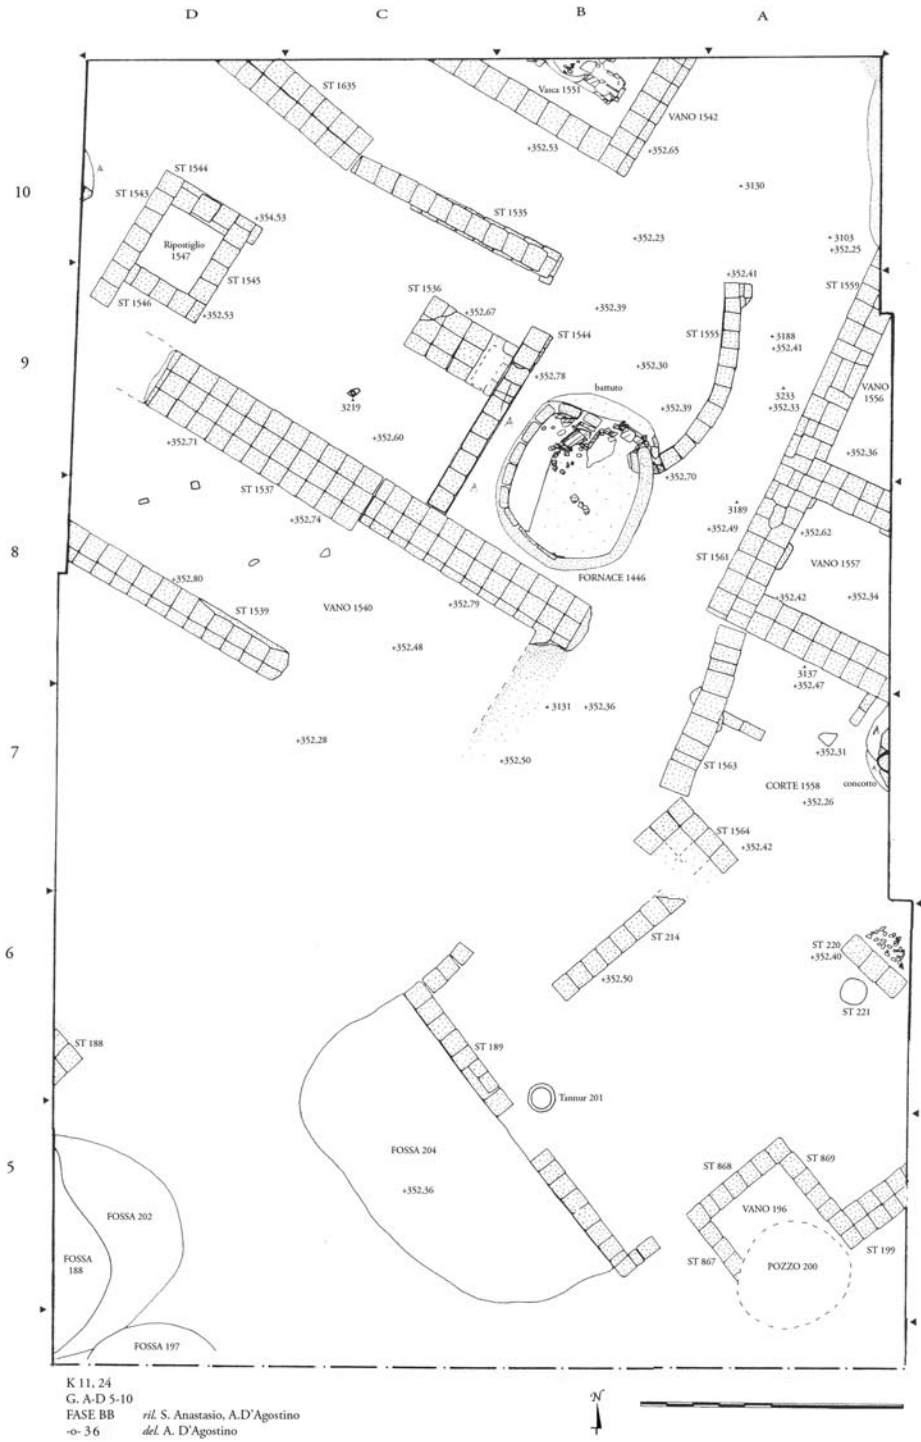 D C B A
ST 1635
Vasca 1551
VANO 1542
+352,53
+352,65
10
ST 1544
ST 1543
+3130
+354,53
ST 1535
Ripostiglio
1547
+352,23
+3103
+352,25
ST 1545
+352,41
ST 1559
ST 1536
ST 1546
+352,53
+352,67
+352,39
ST 1544
ST 1555
+3188
+352,41
9
+352,30
VANO
1556
+352,78
battuto
3233
+352,33
3219
+352,39
+352,71
+352,60
A
+352,36
+352,70
ST 1537
A
3189
+352,49
+352,74
+352,62
8
ST 1561
VANO 1557
FORNACE 1446
+352,80
+352,42
+352,34
ST 1539
VANO 1540
+352,79
+352,48
3137
+352,47
+3131 +352,36
7
+352,28
A
+352,31
+352,50
ST 1563
CORTE 1558
concotto
+352,26
ST 1564
+352,42
6
ST 214
ST 220
+352,40
+352,50
ST 221
ST 188
ST 189
Tannur 201
5
FOSSA 204
ST 868
ST 869
+352,36
FOSSA 202
VANO 196
FOSSA
188
ST 867
ST 199
POZZO 200
FOSSA 197
K 11, 24
G. A-D 5-10
FASE BB ril. S. Anastasio, A.D'Agostino
-o- 36 del. A. D'Agostino
N